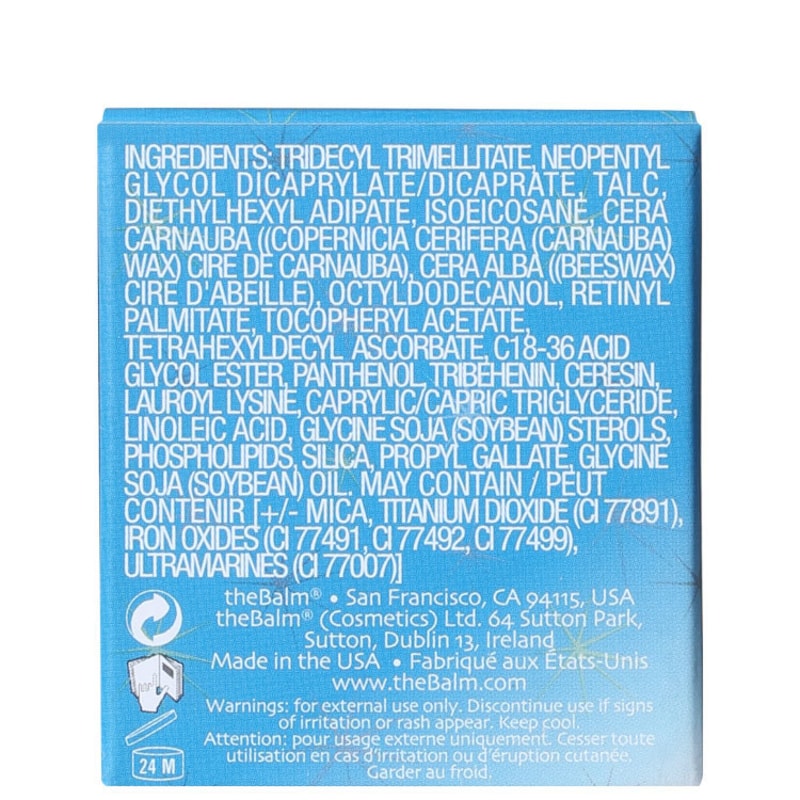 INGREDIENTS: TRIDECYL TRIMELLITATE, NEOPENTYL
GLYCOL DICAPRYLATE/DICAPRATE, TALC,
DIETHYLHEXYL ADIPATE, ISOEICOSANE, CERA
CARNAUBA ((COPERNICIA CERIFERA (CARNAUBA)
WAX) CIRE DE CARNAUBA), CERA ALBA ((BEESWAX)
CIRE D'ABEILLE), OCTYLDODECANOL, RETINYL
PALMITATE, TOCOPHERYL ACETATE,
TETRAHEXYLDECYL ASCORBATE, C18-36 ACID
GLYCOL ESTER, PANTHENOL, TRIBEHENIN, CERESIN,
LAUROYL LYSINE, CAPRYLIC/CAPRIC TRIGLYCERIDE,
LINOLEIC ACID, GLYCINE SOJA (SOYBEAN) STEROLS,
PHOSPHOLIPIDS, SILICA, PROPYL GALLATE, GLYCINE
SOJA (SOYBEAN) OIL. MAY CONTAIN / PEUT
CONTENIR [+/- MICA, TITANIUM DIOXIDE (CI 77891),
IRON OXIDES (CI 77491, CI 77492, CI 77499),
ULTRAMARINES (CI 77007)]
theBalm® • San Francisco, CA 94115, USA
theBalm® (Cosmetics) Ltd. 64 Sutton Park,
Sutton, Dublin 13, Ireland
Made in the USA • Fabriqué aux États-Unis
www.theBalm.com
Warnings: for external use only. Discontinue use if signs
of irritation or rash appear. Keep cool.
Attention: pour usage externe uniquement. Cesser toute
utilisation en cas d'irritation ou d'éruption cutanée.
Garder au froid.
24 M